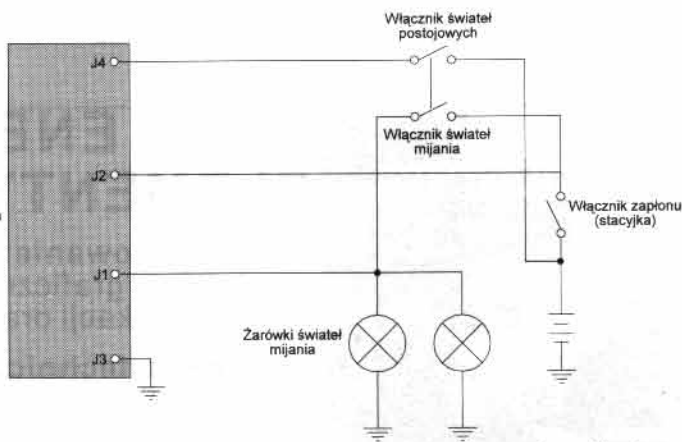 Włącznik świateł
postojowych
J4
Włącznik świateł
mijania
J2
Włącznik zapłonu
(stacyjka)
J1
Żarówki świateł
mijania
J3